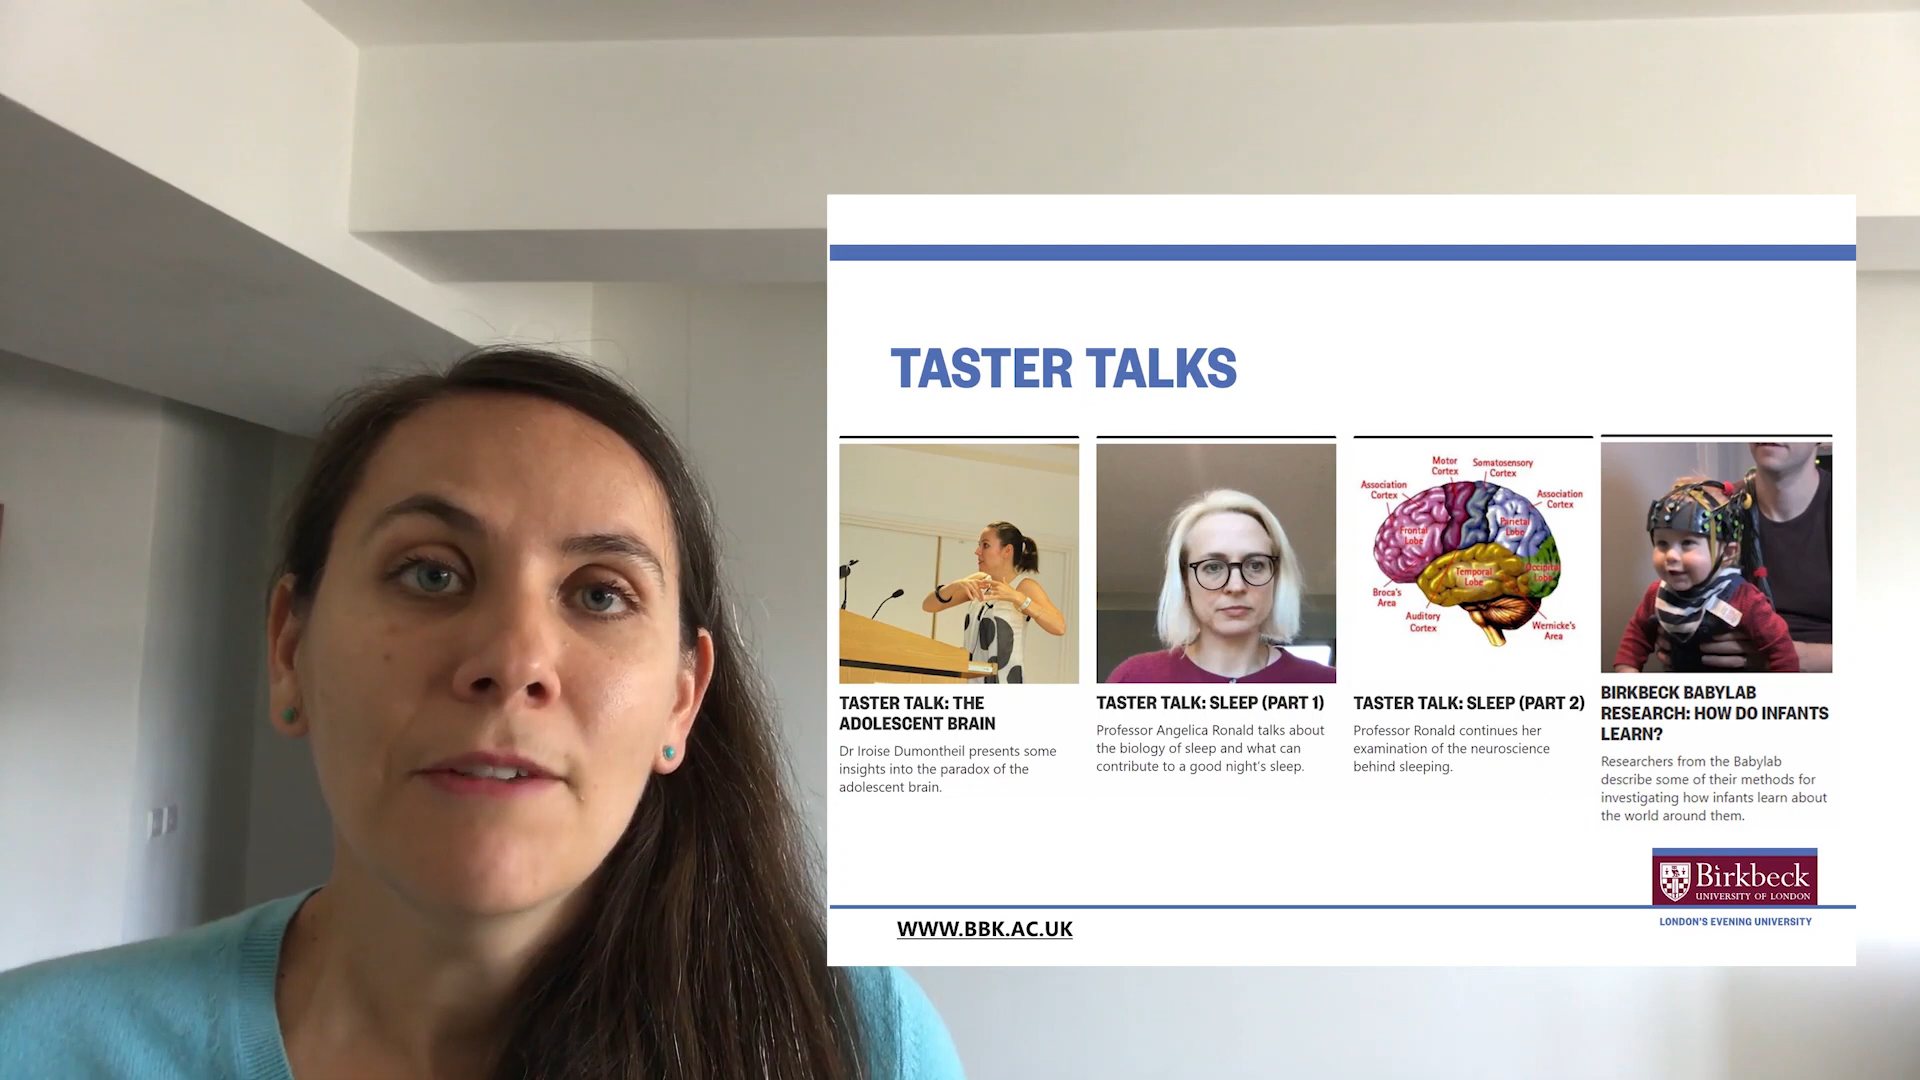 TASTER TALKS
TASTER TALK: THE
ADOLESCENT BRAIN
Dr Iroise Dumontheil presents some
insights into the paradox of the
adolescent brain.
TASTER TALK: SLEEP (PART 1)
Professor Angelica Ronald talks about
the biology of sleep and what can
contribute to a good night's sleep.
Motor
Cortex
Somatosensory
Cortex
Association
Cortex
Association
Cortex
Frontal
Lobe
Parietal
Lobe
Temporal
Lobe
Occipital
Lobe
Broca's
Area
Auditory
Cortex
Wernicke's
Area
TASTER TALK: SLEEP (PART 2)
Professor Ronald continues her
examination of the neuroscience
behind sleeping.
BIRKBECK BABYLAB
RESEARCH: HOW DO INFANTS
LEARN?
Researchers from the Babylab
describe some of their methods for
investigating how infants learn about
the world around them.
Birkbeck
UNIVERSITY OF LONDON
LONDON'S EVENING UNIVERSITY
WWW.BBK.AC.UK